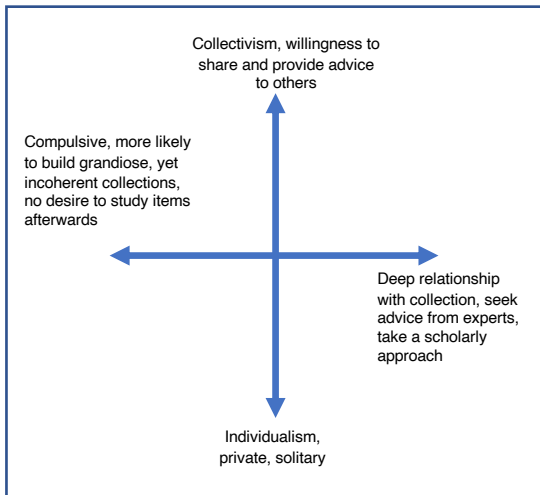 Collectivism, willingness to
share and provide advice
to others
Compulsive, more likely
to build grandiose, yet
incoherent collections,
no desire to study items
afterwards
Deep relationship
with collection, seek
advice from experts,
take a scholarly
approach
Individualism,
private, solitary